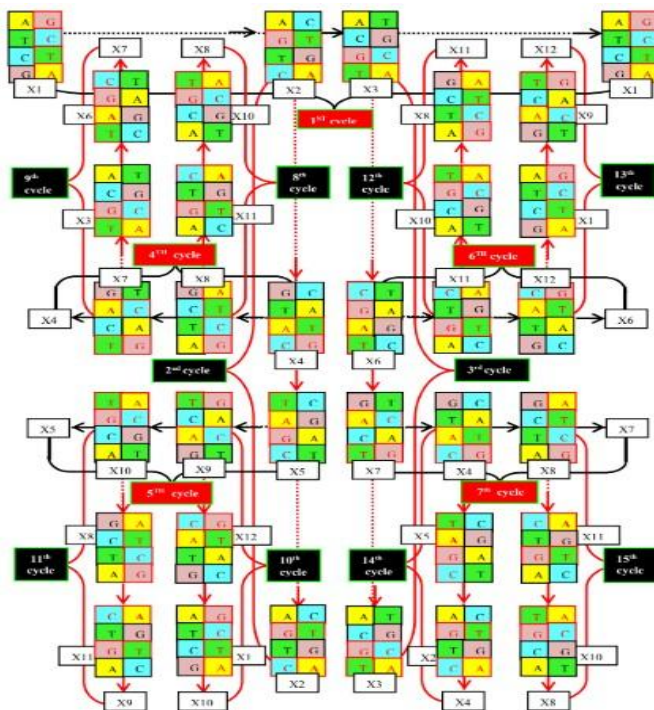 A G A C A T A G
T C G T C G T C
X7 X8 X11 X12
C T T G G C C T
C T T A G A T G
G A C A T A G A
X1 X2 X3 X1
G A G C C T C A
X6 X10 X8 X9
A G C G T C A C
1ST cycle
T C A T A G G T
A T C A T A A G
9th cycle 8th cycle 12th cycle 13th cycle
C G T G G C T C
X3 X11 X10 X1
G C G T C G C T
T A A C A T G A
4TH cycle 6TH cycle
X7 X8 X11 X12
G T G A G C C T C A A G
X4 X6
C A C T T A A G T G A T
T G A G C G G A A C G C
X4 X6
2nd cycle 3rd cycle
T A T G T C G T G C G A
X5 X7
G C C A A G A C T A C T
C G A C G A C A A T T C
A T G T C T T G C G A G
X10 X9 X5 X7 X4 X8
5TH cycle 7th cycle
G A C G T C C G
X8 X12 X5 X11
C T A T G A A T
11th cycle 10th cycle 14th cycle 15th cycle
A G G C C T A C
C A A G A C A T A C T A
T G T C G T C G T G G C
X11 X1 X2 X10
G T C T T G G C G T C G
A C G A C A T A C A A T
X2 X3
X9 X10 X4 X8